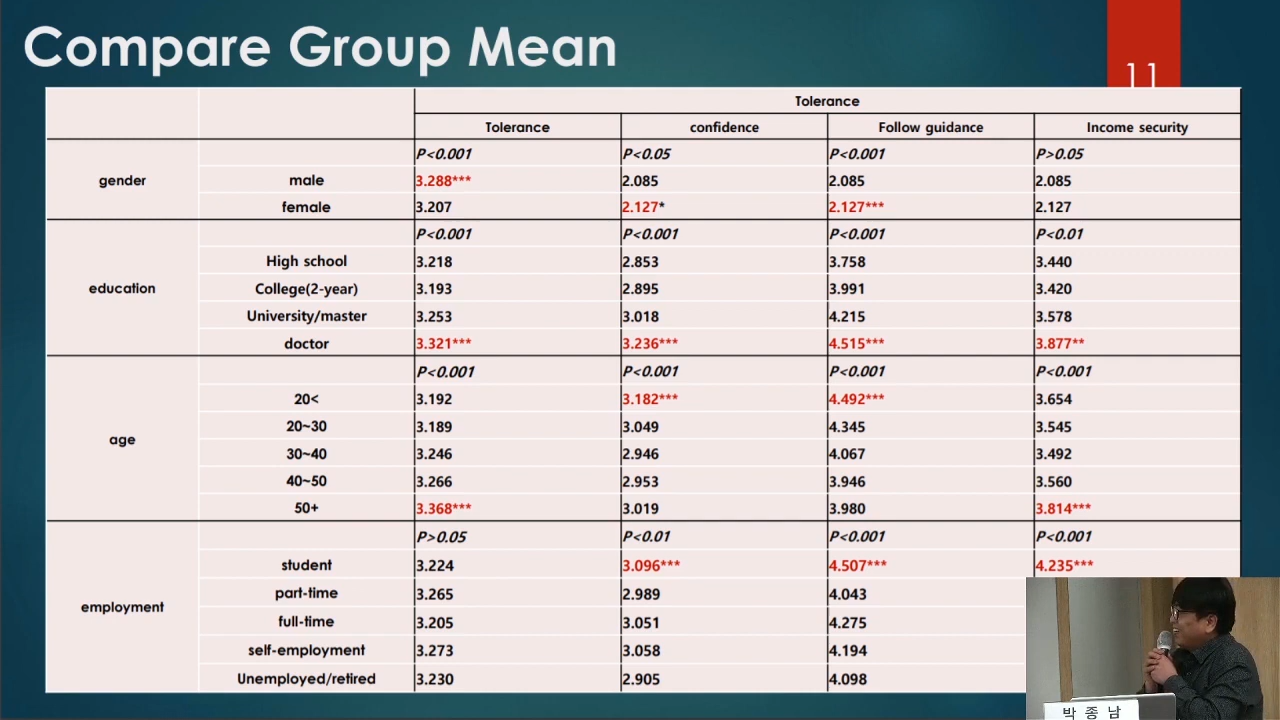 Compare Group Mean
11
Tolerance
Tolerance confidence Follow guidance Income security
gender P<0.001 P<0.05 P<0.001 P>0.05
male 3.288*** 2.085 2.085 2.085
female 3.207 2.127* 2.127*** 2.127
education P<0.001 P<0.001 P<0.001 P<0.01
High school 3.218 2.853 3.758 3.440
College(2-year) 3.193 2.895 3.991 3.420
University/master 3.253 3.018 4.215 3.578
doctor 3.321*** 3.236*** 4.515*** 3.877**
age P<0.001 P<0.001 P<0.001 P<0.001
20< 3.192 3.182*** 4.492*** 3.654
20~30 3.189 3.049 4.345 3.545
30~40 3.246 2.946 4.067 3.492
40~50 3.266 2.953 3.946 3.560
50+ 3.368*** 3.019 3.980 3.814***
employment P>0.05 P<0.01 P<0.001 P<0.001
student 3.224 3.096*** 4.507*** 4.235***
part-time 3.265 2.989 4.043
full-time 3.205 3.051 4.275
self-employment 3.273 3.058 4.194
Unemployed/retired 3.230 2.905 4.098
박 종 남